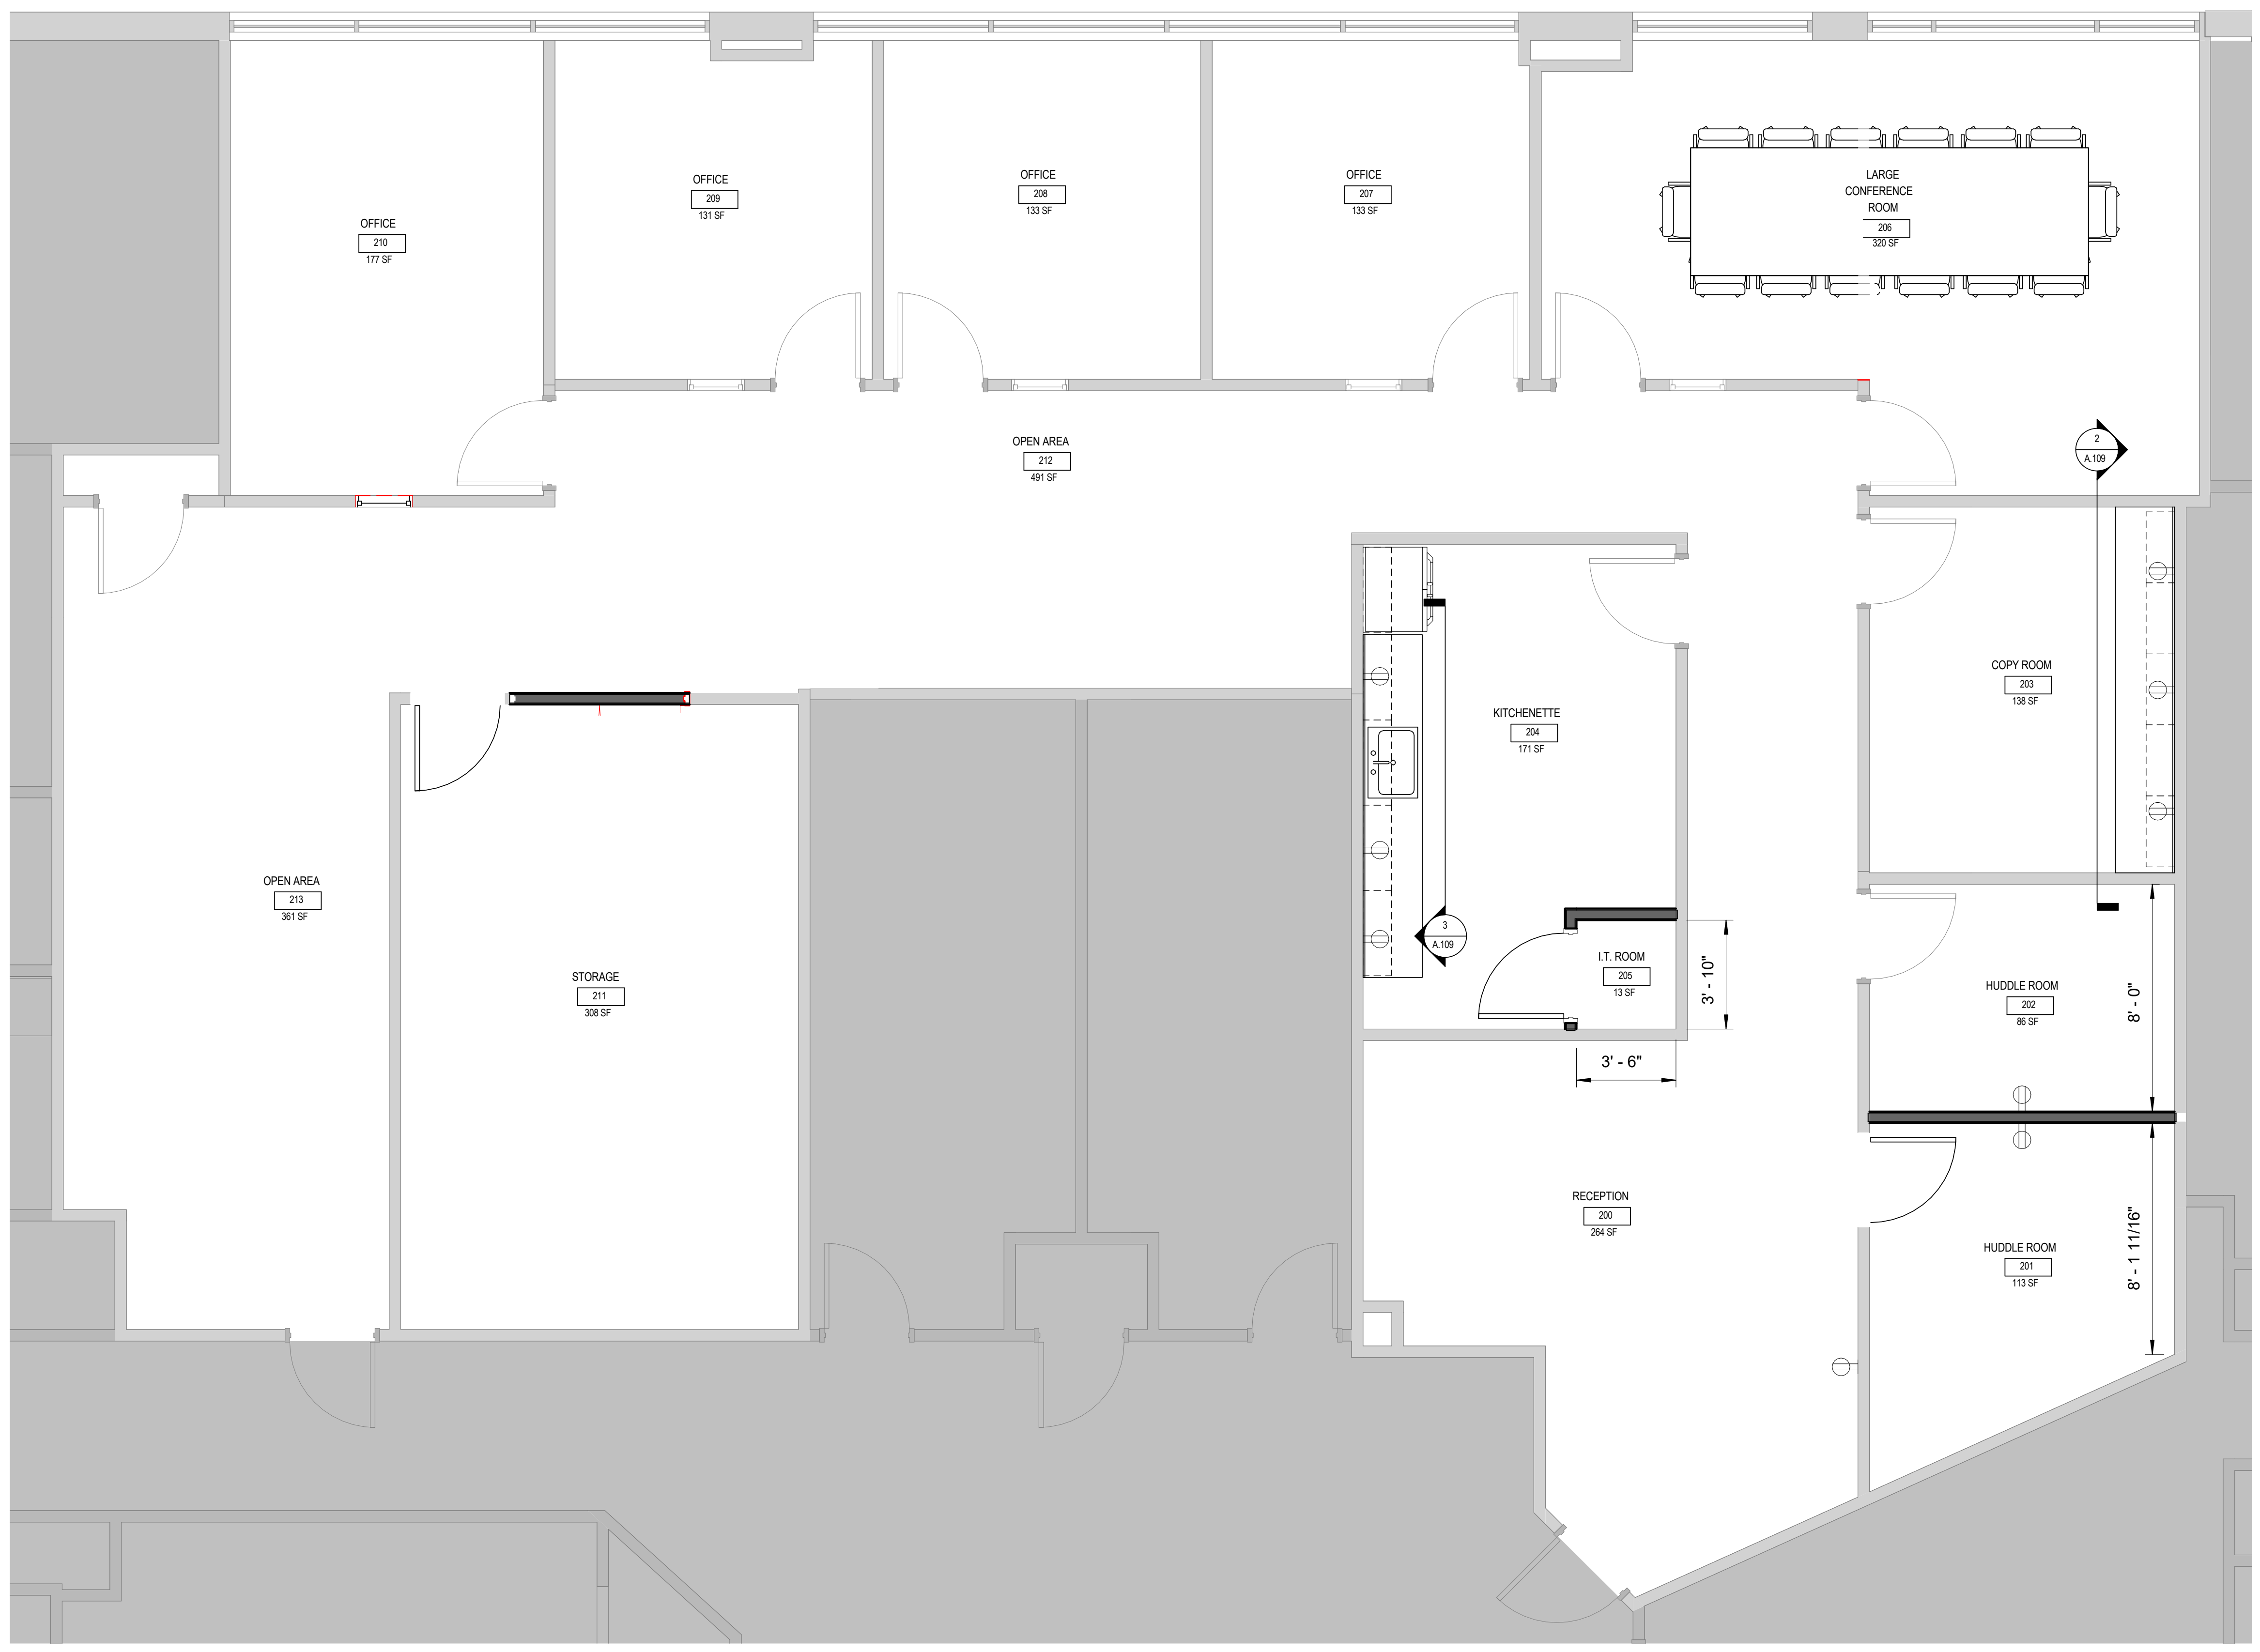 OFFICE
210
177 SF
OFFICE
209
131 SF
OFFICE
208
133 SF
OFFICE
207
133 SF
LARGE
CONFERENCE
ROOM
206
320 SF
OPEN AREA
212
491 SF
2
A.109
COPY ROOM
203
138 SF
KITCHENETTE
204
171 SF
3
A.109
I.T. ROOM
205
13 SF
3' - 10"
3' - 6"
OPEN AREA
213
361 SF
STORAGE
211
308 SF
HUDDLE ROOM
202
86 SF
8' - 0"
RECEPTION
200
264 SF
HUDDLE ROOM
201
113 SF
8' - 1 11/16"